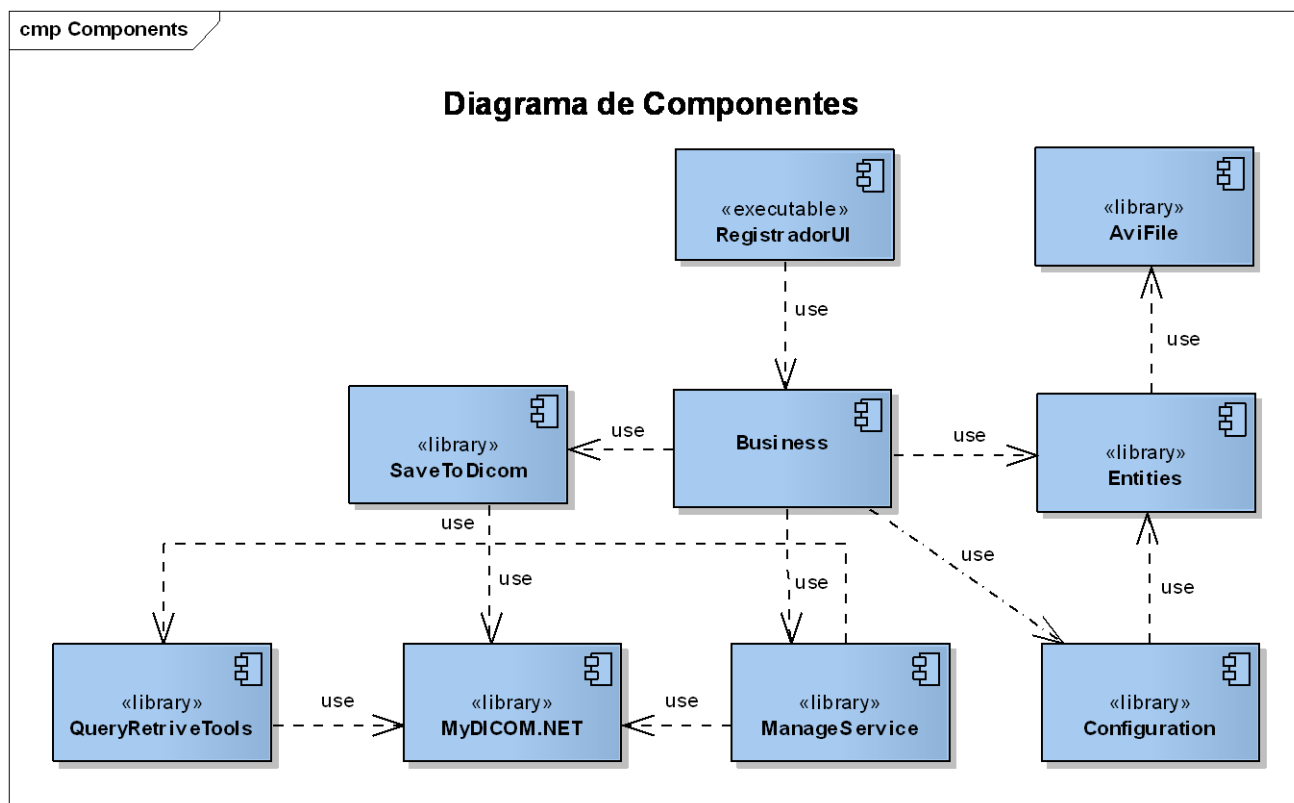 cmp Components
Diagrama de Componentes
«executable»
RegistradorUI
«library»
AviFile
use
use
«library»
SaveToDicom
use
Business
use
«library»
Entities
use
use
use
use
use
«library»
QueryRetriveTools
use
«library»
MyDICOM.NET
use
«library»
ManageService
«library»
Configuration